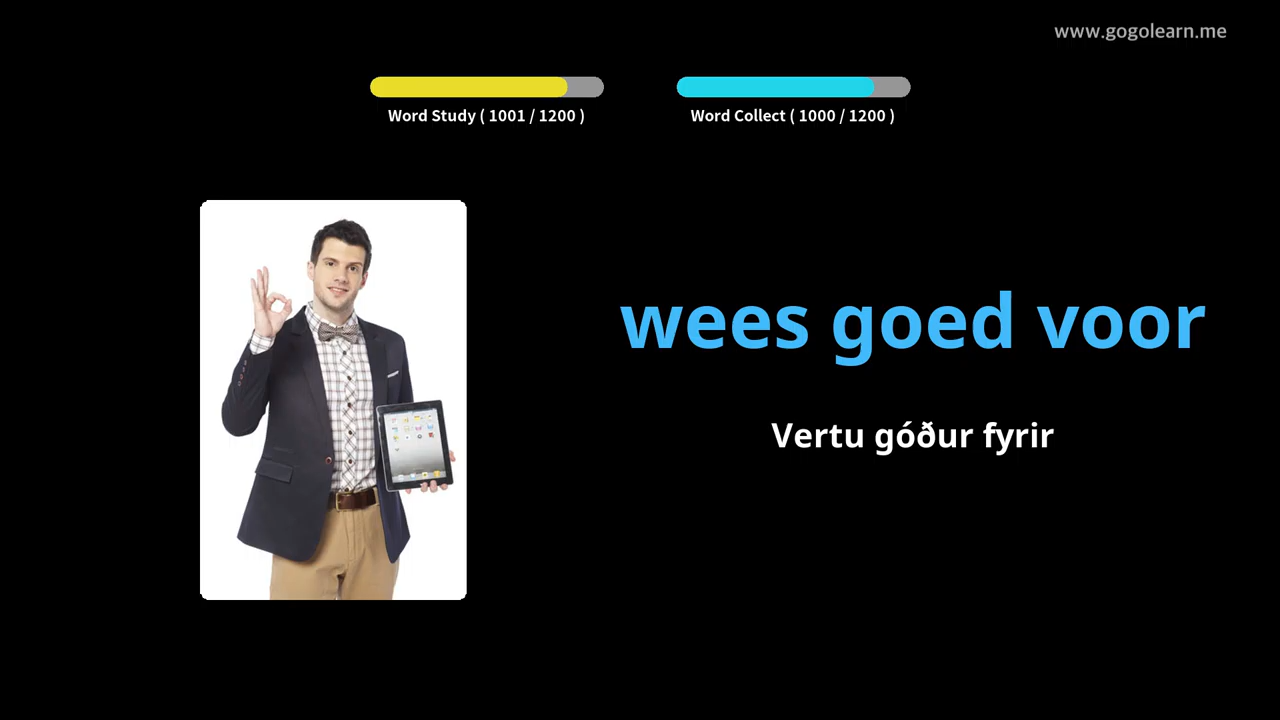 www.gogolearn.me
Word Study ( 1001 / 1200 )
Word Collect ( 1000 / 1200 )
wees goed voor
Vertu góður fyrir